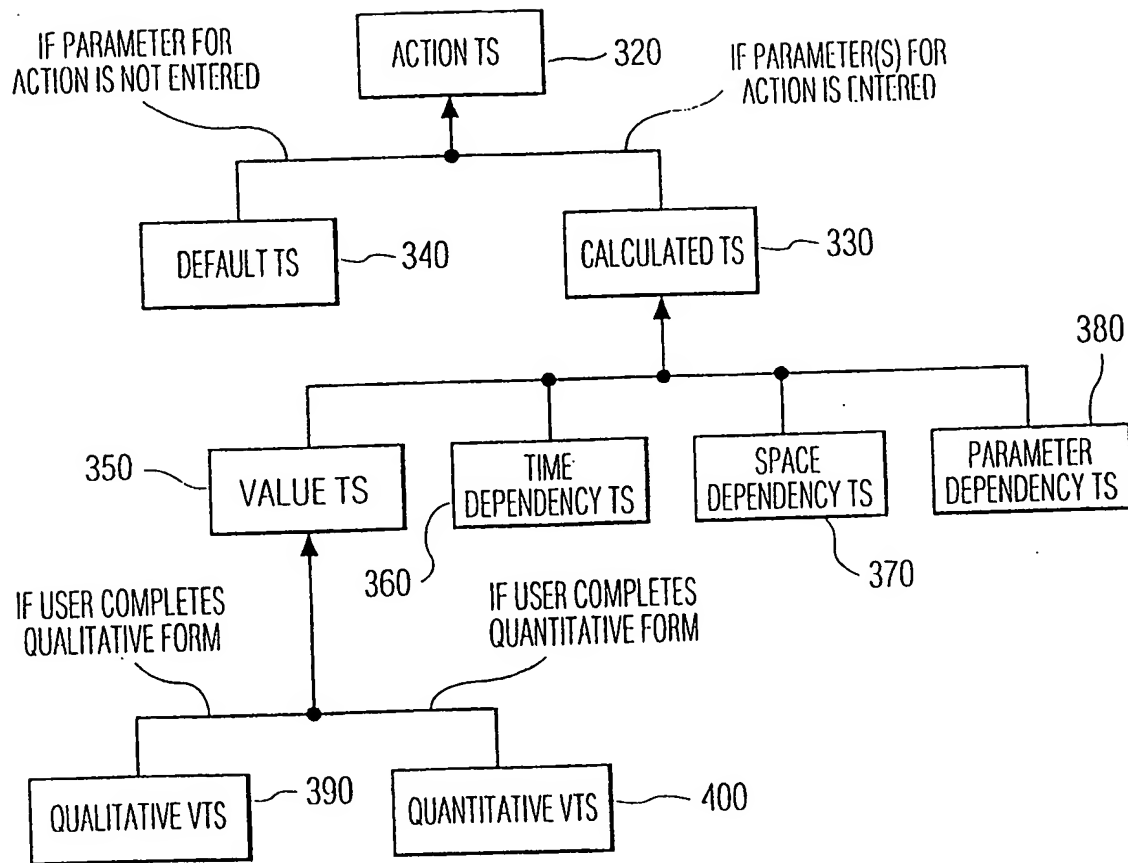 IF PARAMETER FOR
ACTION IS NOT ENTERED
ACTION TS
320
IF PARAMETER(S) FOR
ACTION IS ENTERED
DEFAULT TS
340
CALCULATED TS
330
380
350
VALUE TS
TIME
DEPENDENCY TS
SPACE
DEPENDENCY TS
PARAMETER
DEPENDENCY TS
360
370
IF USER COMPLETES
QUALITATIVE FORM
IF USER COMPLETES
QUANTITATIVE FORM
QUALITATIVE VTS
390
QUANTITATIVE VTS
400